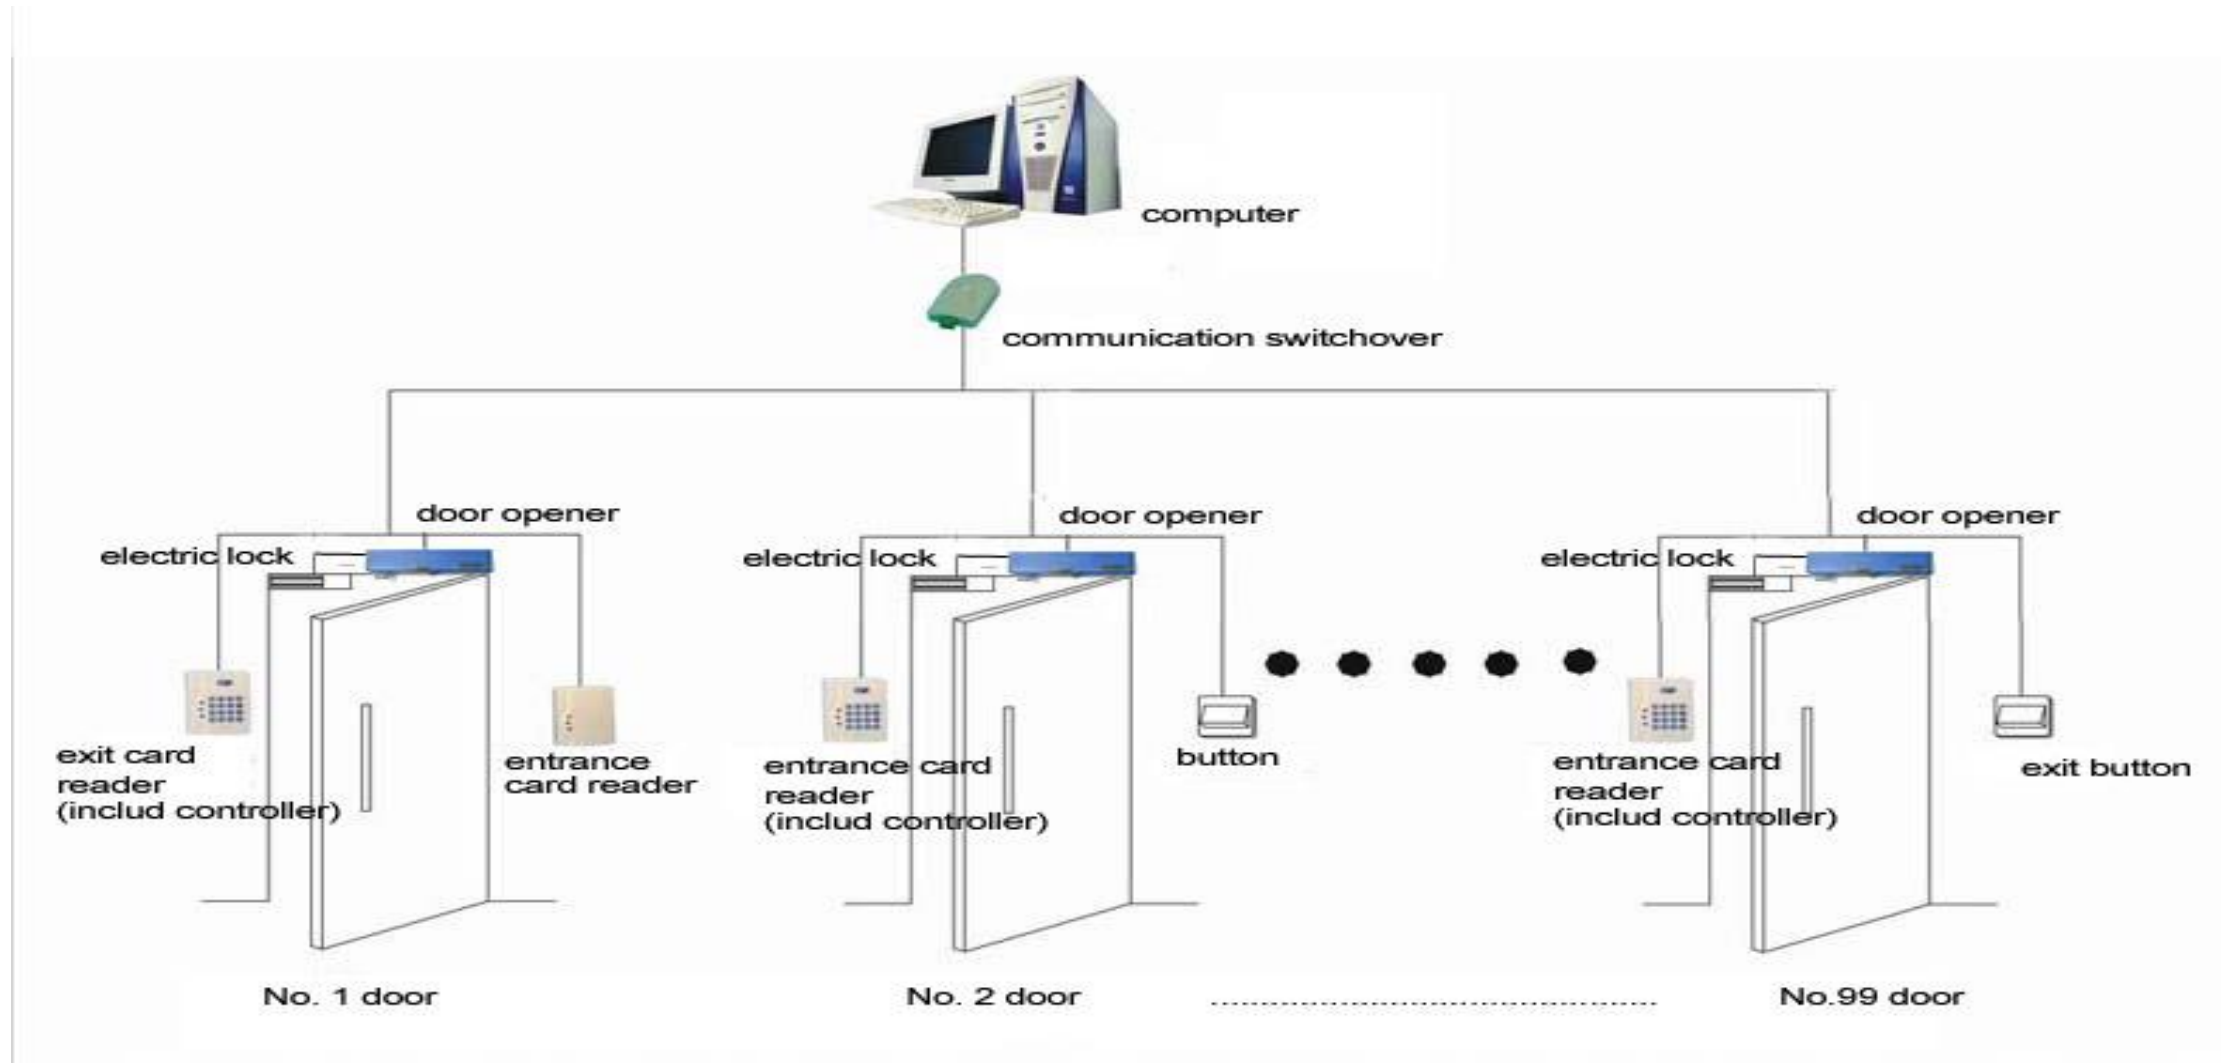 computer
communication switchover
door opener
electric lock
exit card
reader
(includ controller)
entrance
card reader
No. 1 door
door opener
electric lock
entrance card
reader
(includ controller)
button
No. 2 door
door opener
electric lock
entrance card
reader
(includ controller)
exit button
No.99 door